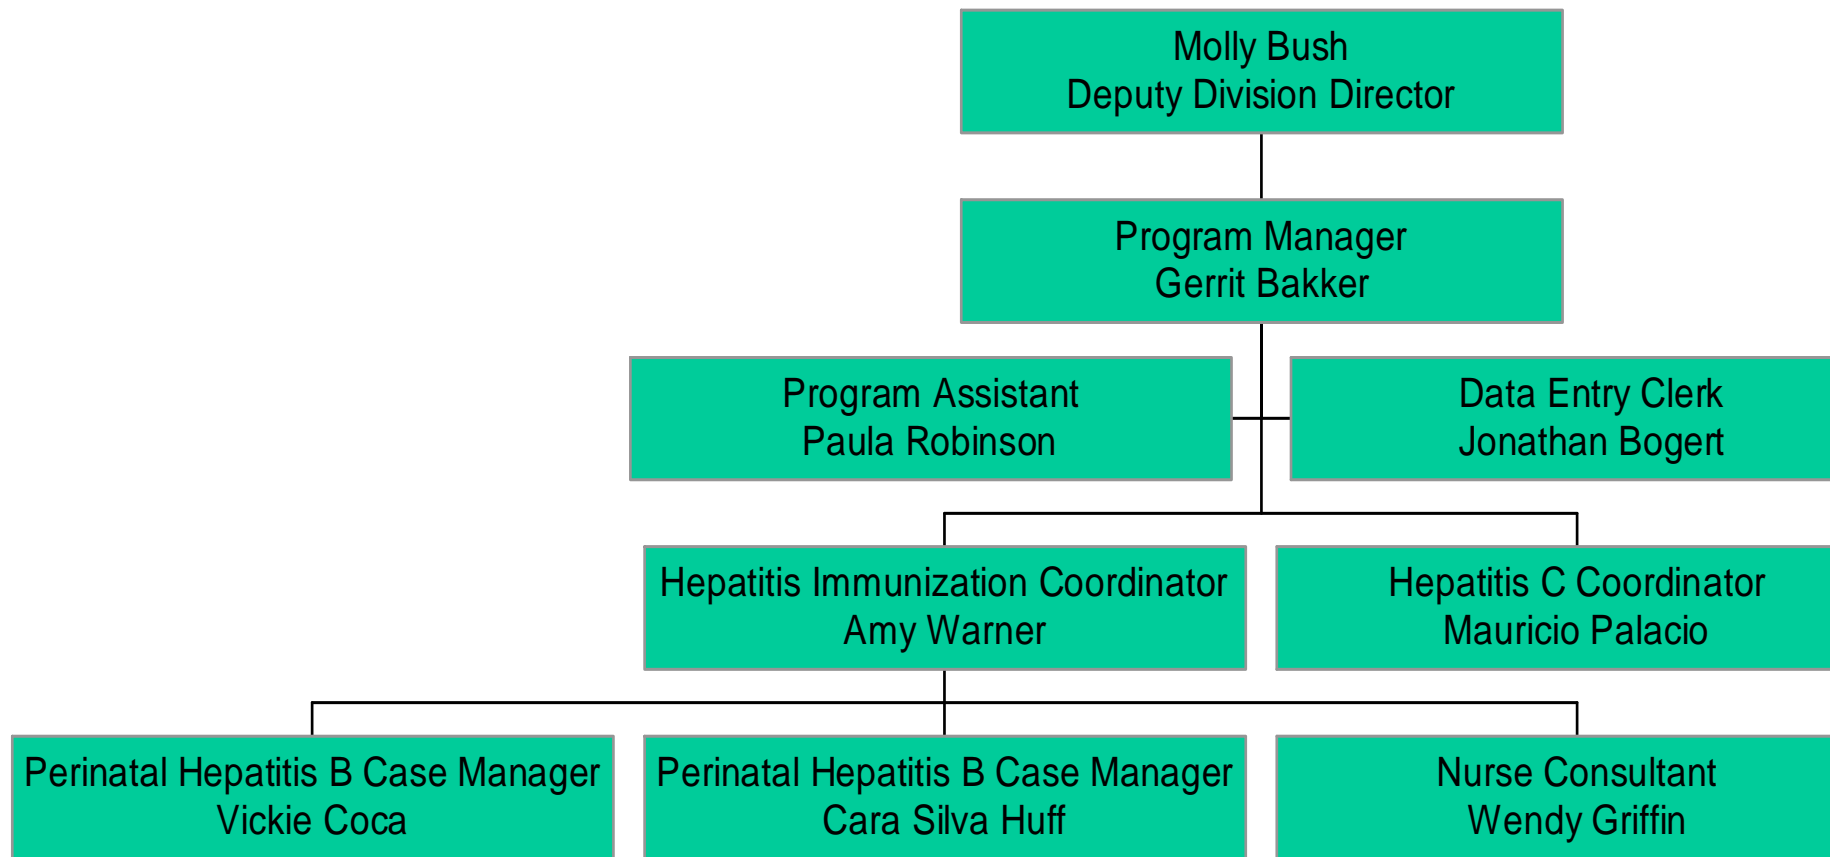 Molly Bush
Deputy Division Director
Program Manager
Gerrit Bakker
Program Assistant
Paula Robinson
Data Entry Clerk
Jonathan Bogert
Hepatitis Immunization Coordinator
Amy Warner
Hepatitis C Coordinator
Mauricio Palacio
Perinatal Hepatitis B Case Manager
Vickie Coca
Perinatal Hepatitis B Case Manager
Cara Silva Huff
Nurse Consultant
Wendy Griffin